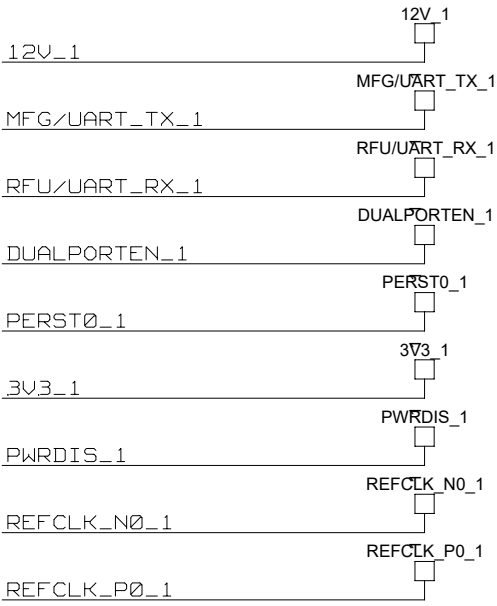 12V_1
12V_1
MFG/UART_TX_1
MFG/UART_TX_1
RFU/UART_RX_1
RFU/UART_RX_1
DUALPORTEN_1
DUALPORTEN_1
PERST0_1
PERST0_1
3V3_1
3V3_1
PWRDIS_1
PWRDIS_1
REFCLK_N0_1
REFCLK_N0_1
REFCLK_P0_1
REFCLK_P0_1